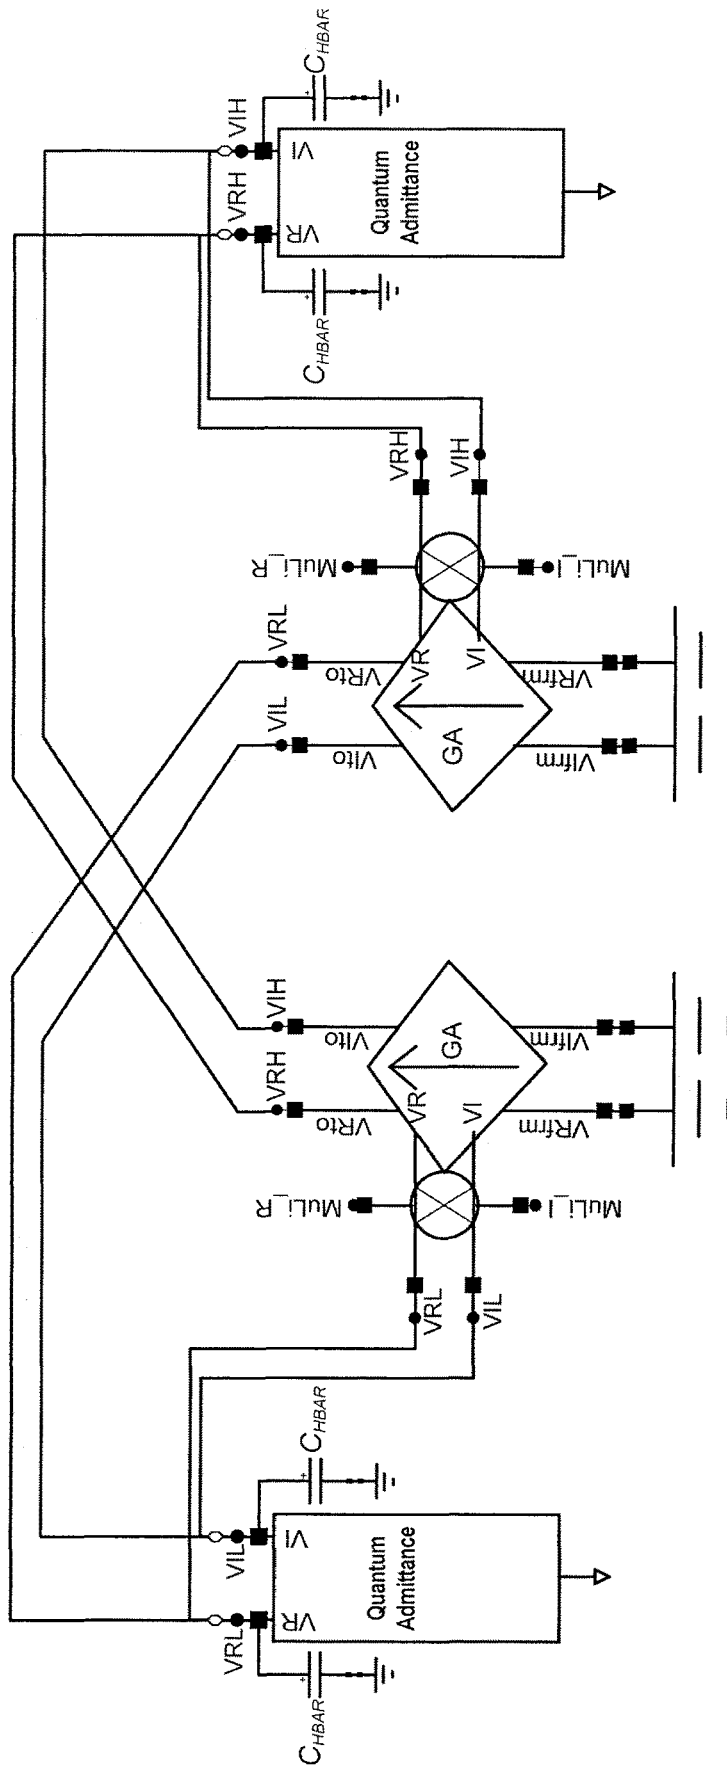 C_HBAR
VIH
VRH
VI
VR
Quantum
Admittance
C_HBAR
VRH
VIH
MuLi_R
MuLi_I
VRL
VIL
VRto
VIto
VR
VI
GA
VRfrm
VIfrm
VIH
VRH
VIto
VRto
GA
VR
VI
VIfrm
VRfrm
MuLi_R
MuLi_I
VRL
VIL
C_HBAR
VIL
VRL
VI
VR
Quantum
Admittance
C_HBAR